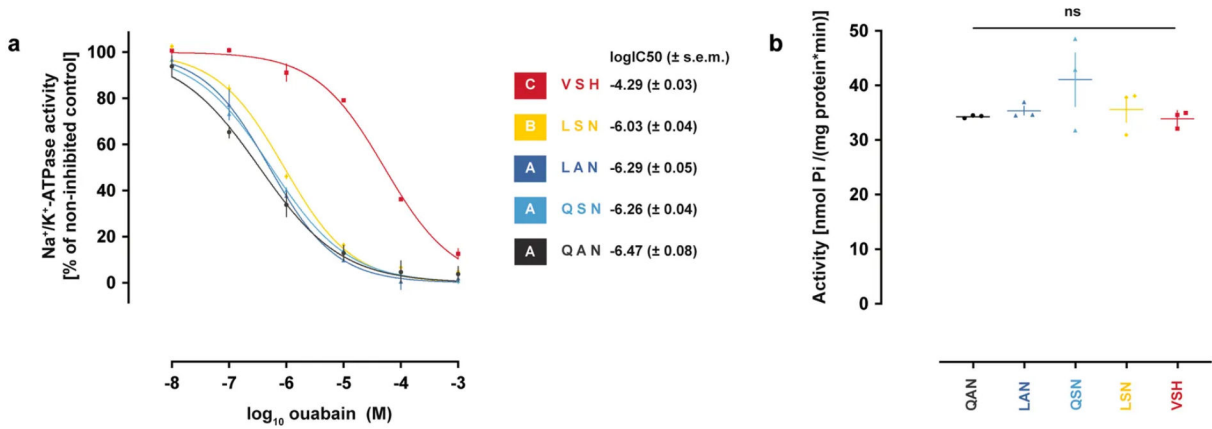 a
Na⁺/K⁺-ATPase activity
[% of non-inhibited control]
100
80
60
40
20
0
-8 -7 -6 -5 -4 -3
log₁₀ ouabain (M)
logIC50 (± s.e.m.)
C VSH -4.29 (± 0.03)
B LSN -6.03 (± 0.04)
A LAN -6.29 (± 0.05)
A QSN -6.26 (± 0.04)
A QAN -6.47 (± 0.08)
b
ns
Activity [nmol Pi /(mg protein*min)]
50
40
30
20
10
0
QAN LAN QSN LSN VSH